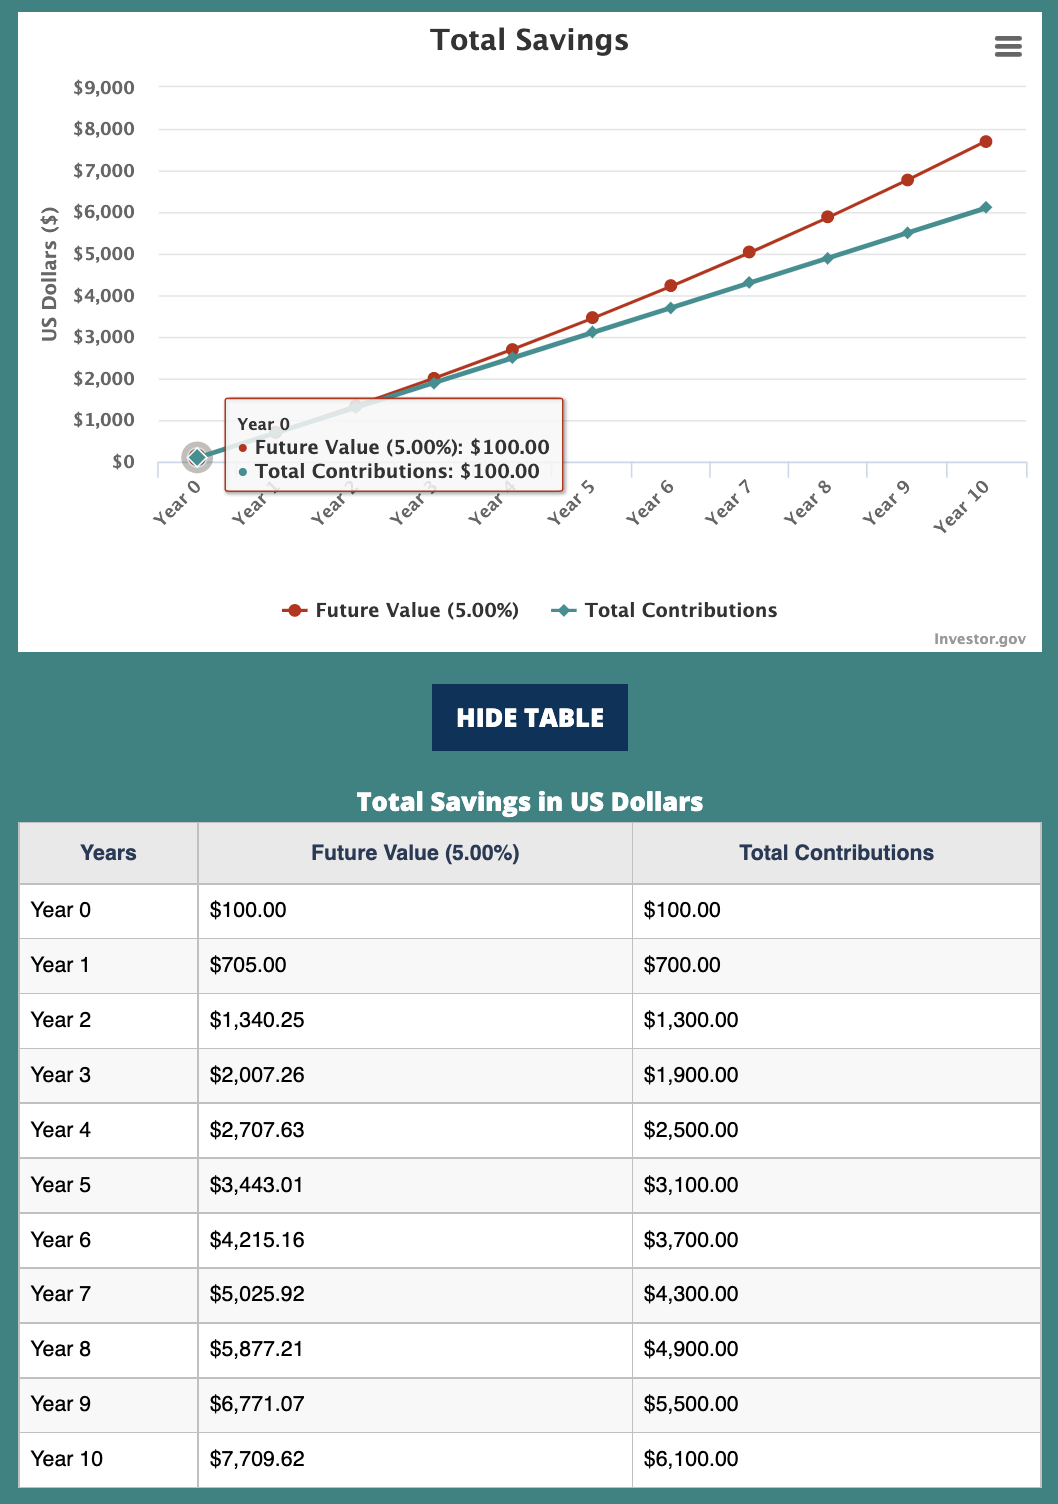 Total Savings
$9,000
$8,000
$7,000
$6,000
$5,000
$4,000
$3,000
$2,000
$1,000
$0
US Dollars ($)
Year 0
Future Value (5.00%): $100.00
Total Contributions: $100.00
Year 0 Year 1 Year 2 Year 3 Year 4 Year 5 Year 6 Year 7 Year 8 Year 9 Year 10
Future Value (5.00%) Total Contributions
Investor.gov
HIDE TABLE
Total Savings in US Dollars
Years Future Value (5.00%) Total Contributions
Year 0 $100.00 $100.00
Year 1 $705.00 $700.00
Year 2 $1,340.25 $1,300.00
Year 3 $2,007.26 $1,900.00
Year 4 $2,707.63 $2,500.00
Year 5 $3,443.01 $3,100.00
Year 6 $4,215.16 $3,700.00
Year 7 $5,025.92 $4,300.00
Year 8 $5,877.21 $4,900.00
Year 9 $6,771.07 $5,500.00
Year 10 $7,709.62 $6,100.00